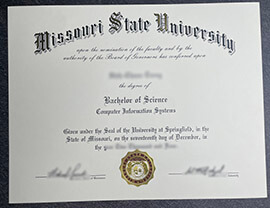 Missouri State University
upon the nomination of the faculty and by the
authority of the Board of Governors has conferred upon
the degree of
Bachelor of Science
Computer Information Systems
Given under the Seal of the University at Springfield, in the
State of Missouri, on the seventeenth day of December, in
the